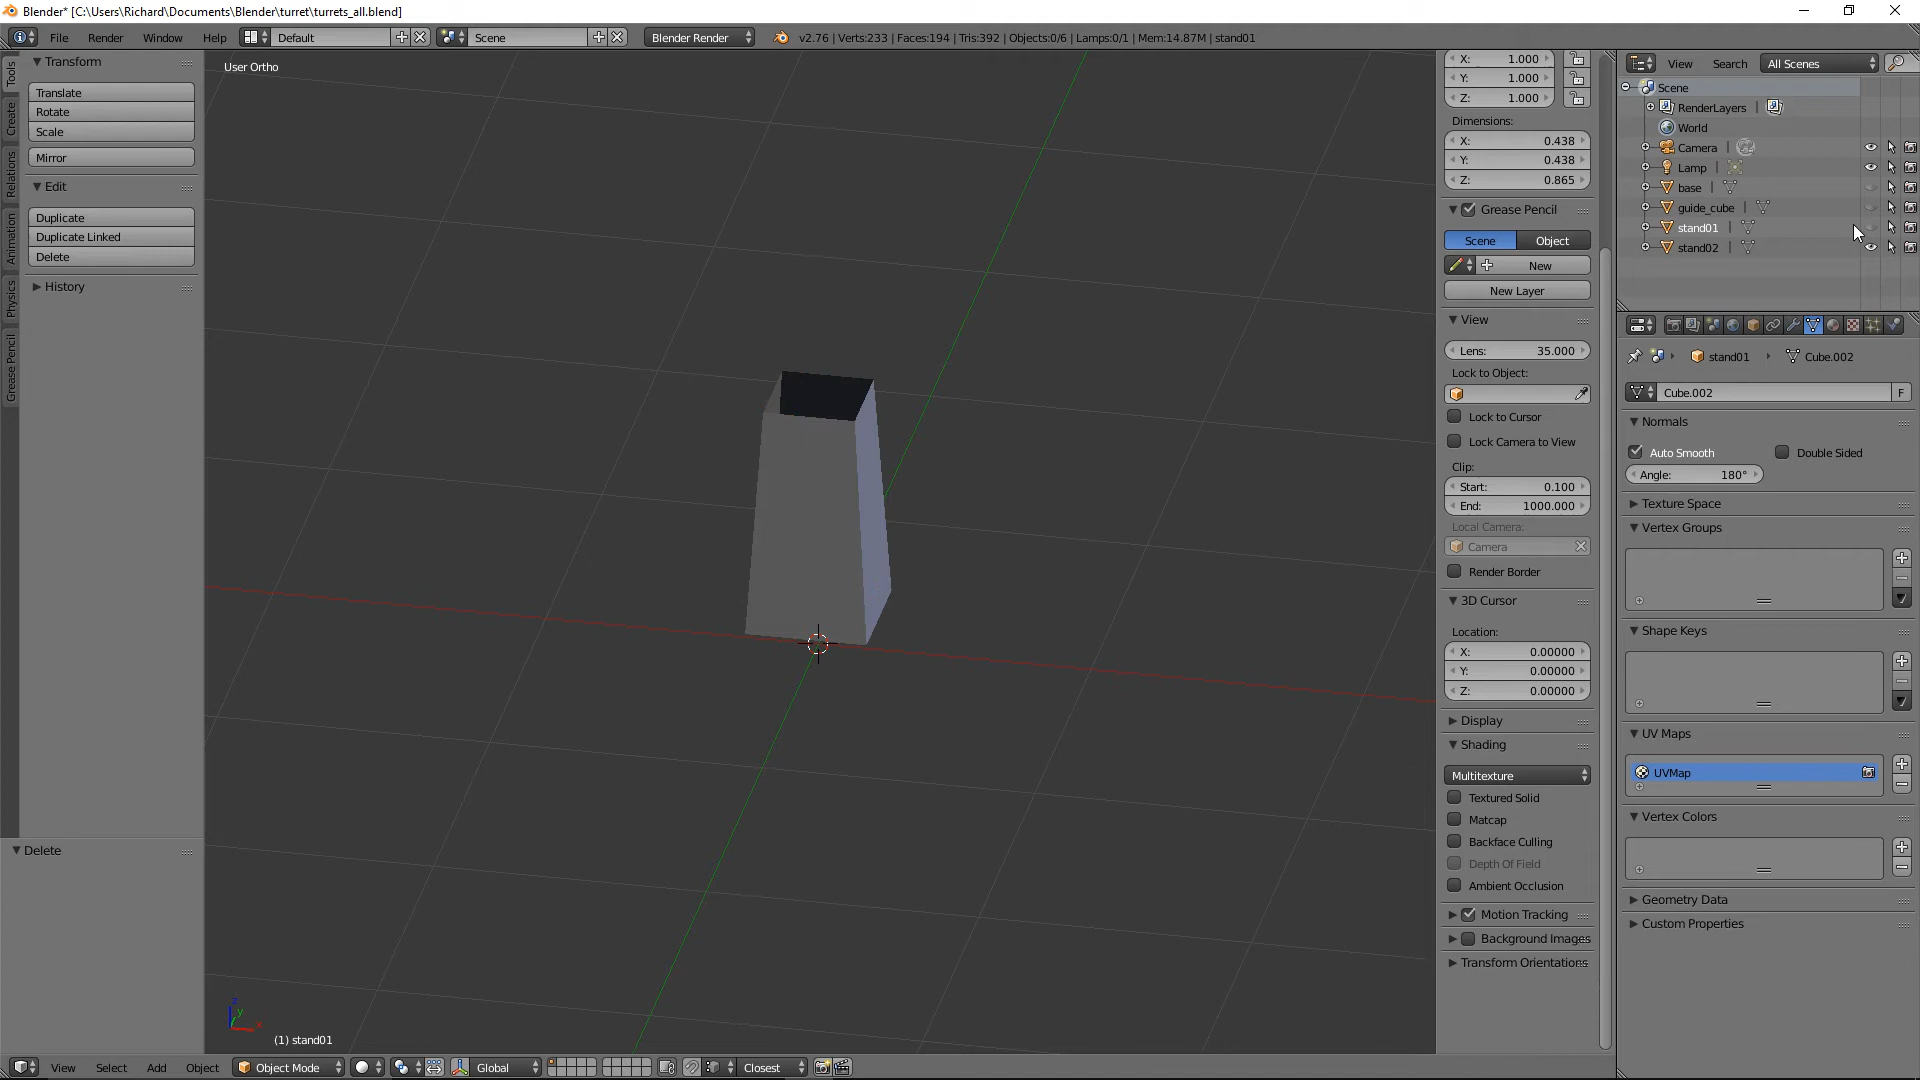 Blender* [C:\Users\Richard\Documents\Blender\turret\turrets_all.blend]
File Render Window Help Default Scene Blender Render v2.76 | Verts:233 | Faces:194 | Tris:392 | Objects:0/6 | Lamps:0/1 | Mem:14.87M | stand01
Tools
Create
Relations
Animation
Physics
Grease Pencil
Transform
Translate
Rotate
Scale
Mirror
Edit
Duplicate
Duplicate Linked
Delete
History
Delete
User Ortho
z
y
x
(1) stand01
View Select Add Object Object Mode Global Closest
X: 1.000
Y: 1.000
Z: 1.000
Dimensions:
X: 0.438
Y: 0.438
Z: 0.865
Grease Pencil
Scene Object
New
New Layer
View
Lens: 35.000
Lock to Object:
Lock to Cursor
Lock Camera to View
Clip:
Start: 0.100
End: 1000.000
Local Camera:
Camera
Render Border
3D Cursor
Location:
X: 0.00000
Y: 0.00000
Z: 0.00000
Display
Shading
Multitexture
Textured Solid
Matcap
Backface Culling
Depth Of Field
Ambient Occlusion
Motion Tracking
Background Images
Transform Orientations
View Search All Scenes
Scene
RenderLayers
World
Camera
Lamp
base
guide_cube
stand01
stand02
stand01 Cube.002
Cube.002 F
Normals
Auto Smooth Double Sided
Angle: 180°
Texture Space
Vertex Groups
Shape Keys
UV Maps
UVMap
Vertex Colors
Geometry Data
Custom Properties